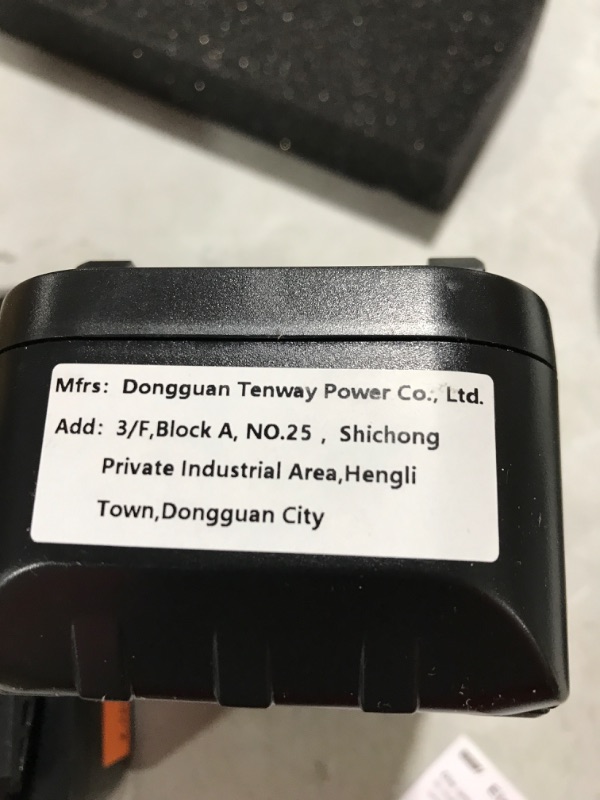 Mfrs: Dongguan Tenway Power Co., Ltd.
Add: 3/F,Block A, NO.25 , Shichong
Private Industrial Area,Hengli
Town,Dongguan City